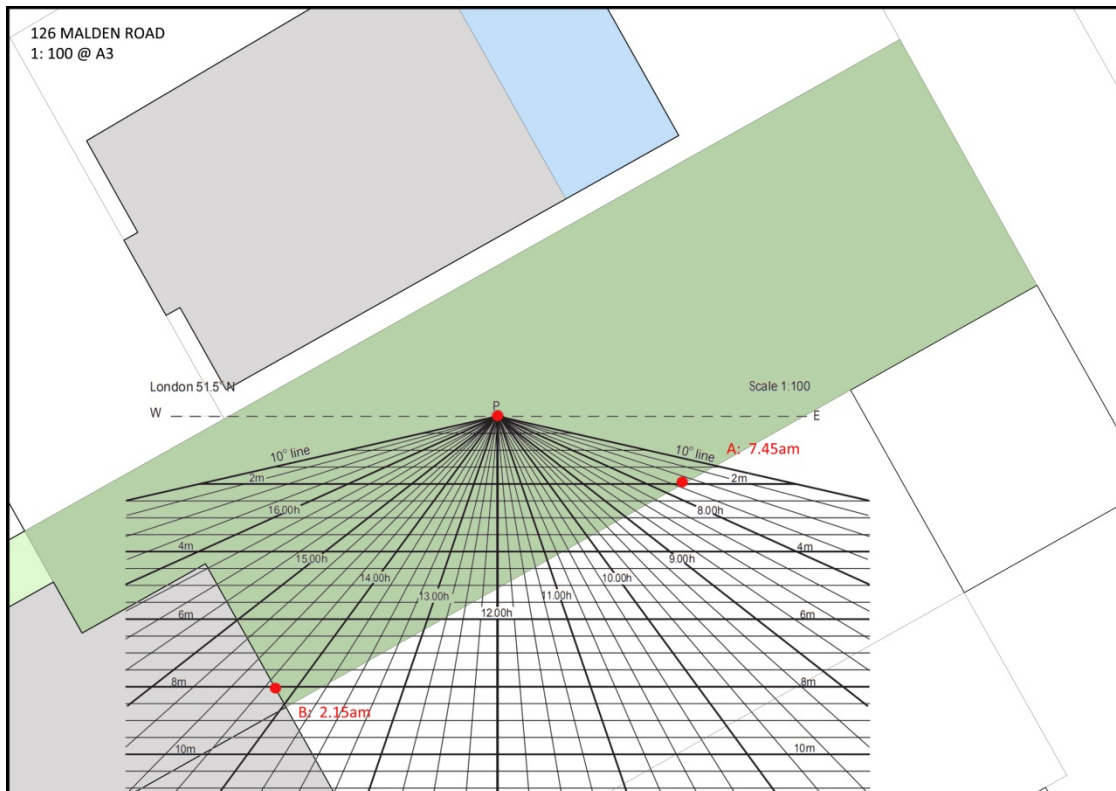 126 MALDEN ROAD
1: 100 @ A3
London 51.5° N
Scale 1:100
W
P
E
10° line
10° line
A: 7.45am
2m
2m
16.00h
8.00h
4m
4m
15.00h
9.00h
14.00h
10.00h
13.00h
11.00h
12.00h
6m
6m
8m
8m
B: 2.15am
10m
10m